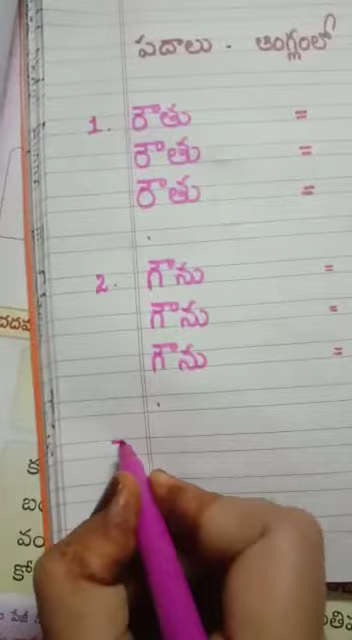 పదాలు - ఆంగ్లంలో
1. రౌతు =
రౌతు =
రౌతు =
2. గౌను =
గౌను =
గౌను =